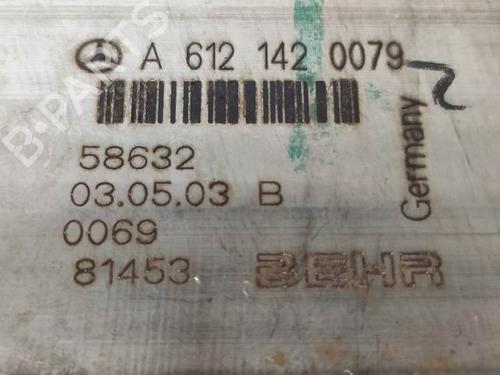 A 612 142 0079
58632
03.05.03 B
0069
81453 BEHR
Germany
B-PARTS